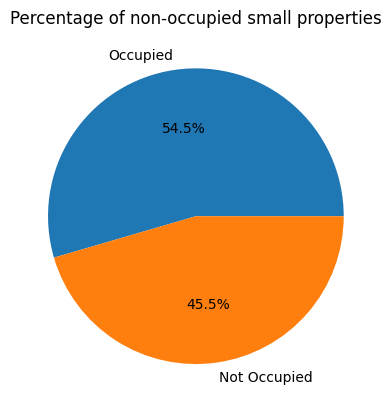 Percentage of non-occupied small properties
Occupied
54.5%
45.5%
Not Occupied